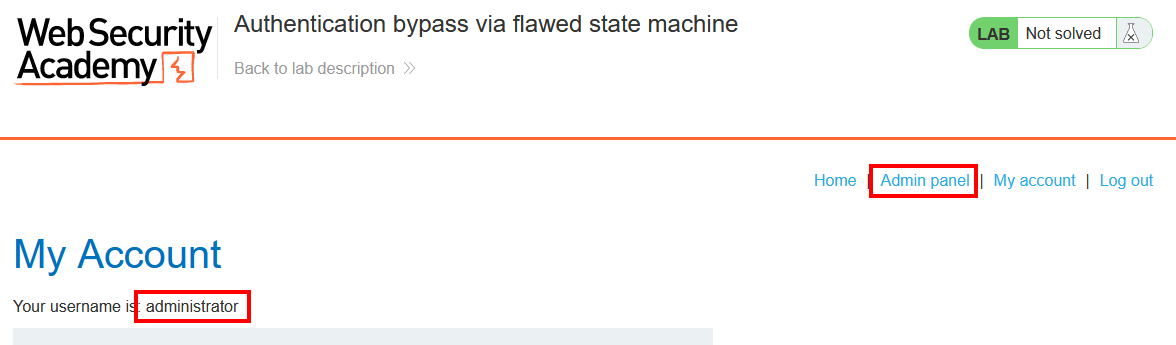 Web Security
Academy
Authentication bypass via flawed state machine
Back to lab description >>
LAB Not solved
Home | Admin panel | My account | Log out
My Account
Your username is: administrator